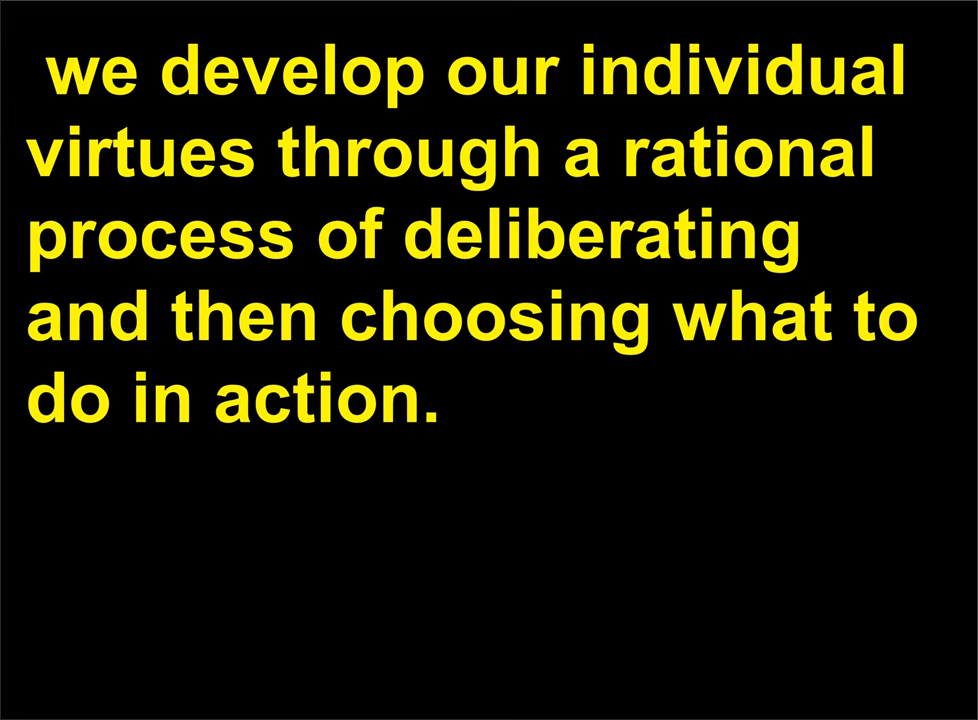 we develop our individual
virtues through a rational
process of deliberating
and then choosing what to
do in action.